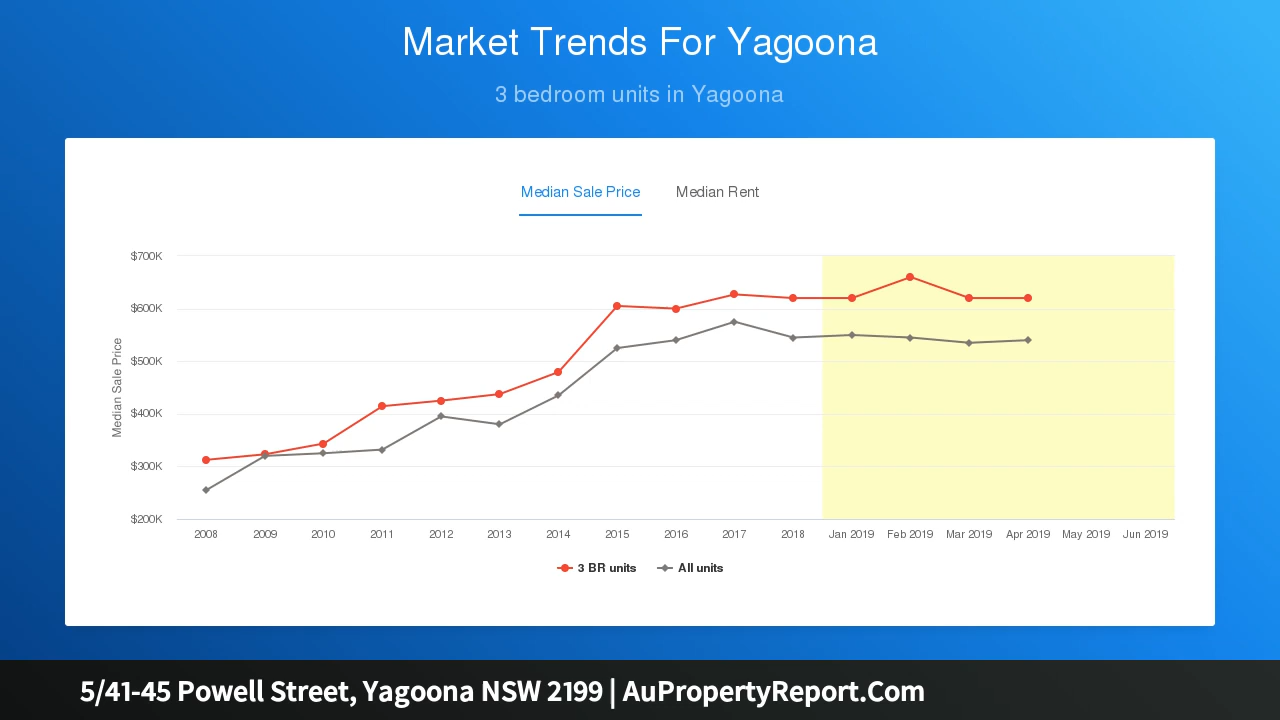 Market Trends For Yagoona
3 bedroom units in Yagoona
Median Sale Price Median Rent
$700K
$600K
$500K
$400K
$300K
$200K
Median Sale Price
2008 2009 2010 2011 2012 2013 2014 2015 2016 2017 2018 Jan 2019 Feb 2019 Mar 2019 Apr 2019 May 2019 Jun 2019
3 BR units All units
5/41-45 Powell Street, Yagoona NSW 2199 | AuPropertyReport.Com